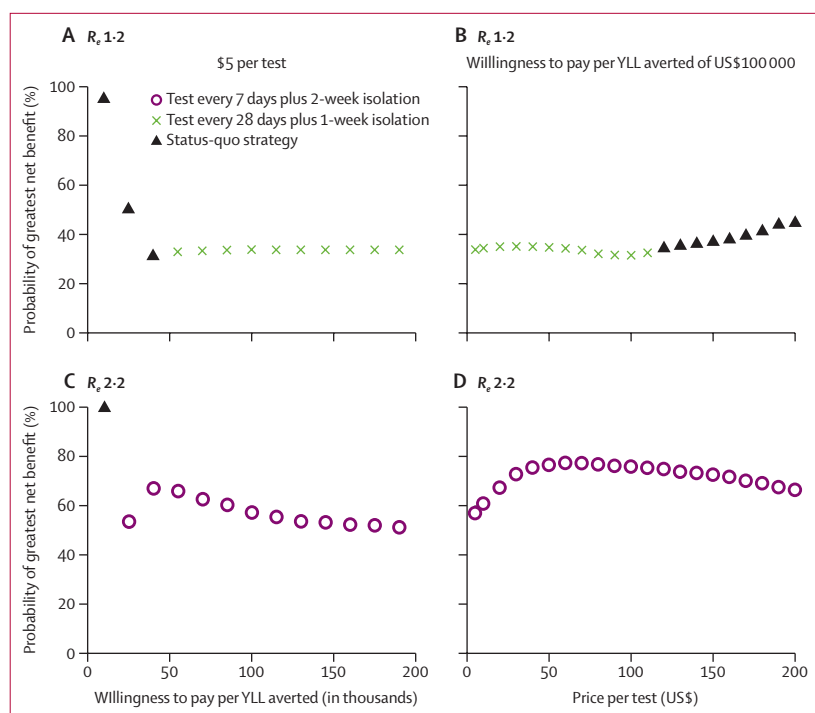 A Rₑ 1·2
$5 per test
B Rₑ 1·2
WIllingness to pay per YLL averted of US$100 000
Probability of greatest net benefit (%)
100
80
60
40
20
0
Test every 7 days plus 2-week isolation
Test every 28 days plus 1-week isolation
Status-quo strategy
C Rₑ 2·2
D Rₑ 2·2
Probability of greatest net benefit (%)
100
80
60
40
20
0
0 50 100 150 200
WIllingness to pay per YLL averted (in thousands)
0 50 100 150 200
Price per test (US$)